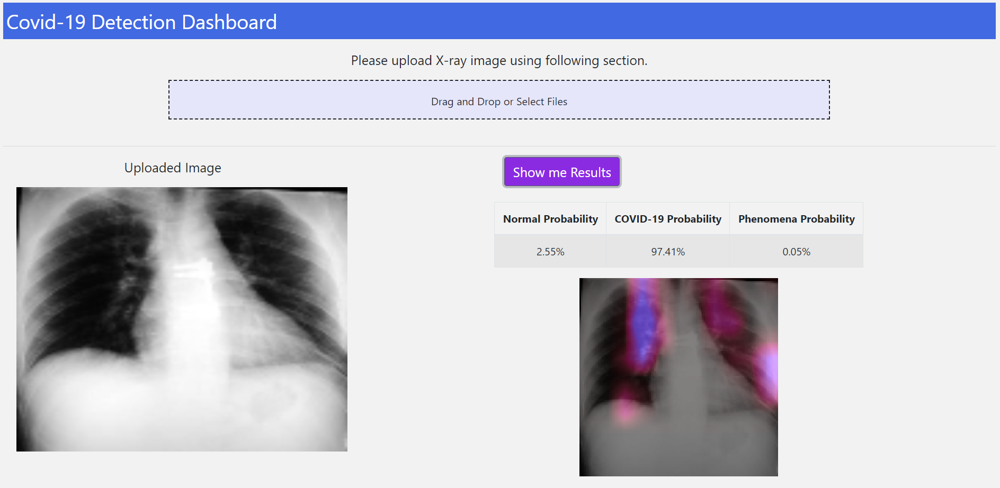 Covid-19 Detection Dashboard
Please upload X-ray image using following section.
Drag and Drop or Select Files
Uploaded Image
Show me Results
Normal Probability COVID-19 Probability Phenomena Probability
2.55% 97.41% 0.05%